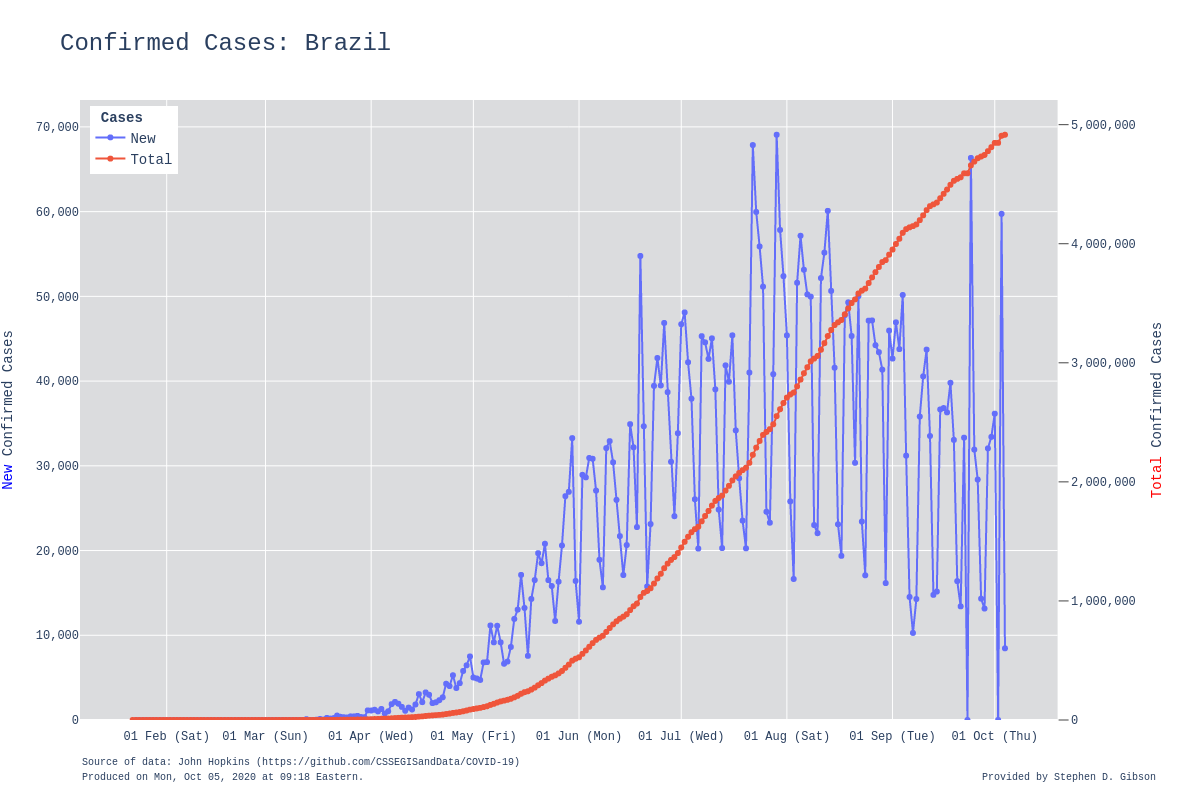 Confirmed Cases: Brazil
Cases
New
Total
70,000
60,000
50,000
40,000
30,000
20,000
10,000
0
5,000,000
4,000,000
3,000,000
2,000,000
1,000,000
0
New Confirmed Cases
Total Confirmed Cases
01 Feb (Sat) 01 Mar (Sun) 01 Apr (Wed) 01 May (Fri) 01 Jun (Mon) 01 Jul (Wed) 01 Aug (Sat) 01 Sep (Tue) 01 Oct (Thu)
Source of data: John Hopkins (https://github.com/CSSEGISandData/COVID-19)
Produced on Mon, Oct 05, 2020 at 09:18 Eastern.
Provided by Stephen D. Gibson